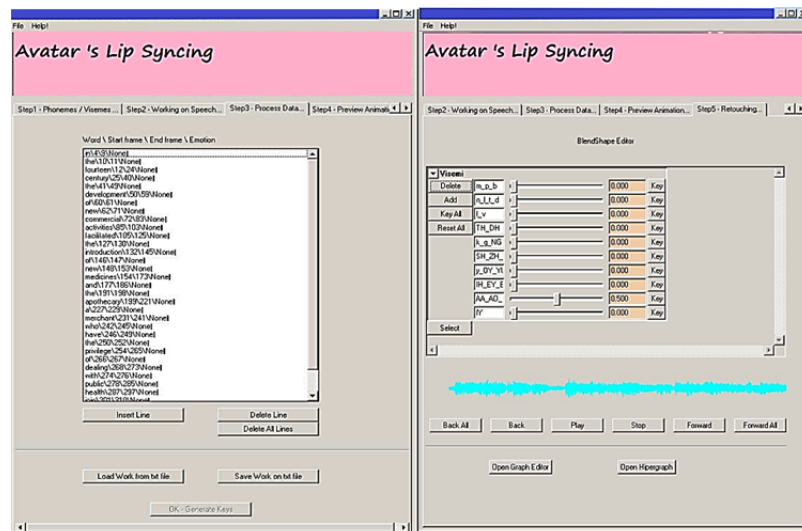 File Help!
Avatar 's Lip Syncing
Step1 - Phonemes / Visemes ... Step2 - Working on Speech... Step3 - Process Data... Step4 - Preview Animati
Word \ Start frame \ End frame \ Emotion
in\4\9\None|
the\10\11\None|
fourteen\12\24\None|
century\25\40\None|
the\41\49\None|
development\50\59\None|
of\60\61\None|
new\62\71\None|
commercial\72\83\None|
activities\85\103\None|
facilitated\105\125\None|
the\127\130\None|
introduction\132\145\None|
of\146\147\None|
new\148\153\None|
medicines\154\173\None|
and\177\186\None|
the\191\198\None|
apothecary\199\221\None|
a\227\229\None|
merchant\231\241\None|
who\242\245\None|
have\246\249\None|
the\250\252\None|
privilege\254\265\None|
of\266\267\None|
dealing\268\273\None|
with\274\276\None|
public\278\285\None|
health\287\297\None|
Insert Line Delete Line
Delete All Lines
Load Work from txt file Save Work on txt file
OK - Generate Keys
File Help!
Avatar 's Lip Syncing
Step2 - Working on Speech... Step3 - Process Data... Step4 - Preview Animation... Step5 - Retouching...
BlendShape Editor
Visemi
Delete m_p_b 0.000 Key
Add n_l_t_d 0.000 Key
Key All f_v 0.000 Key
Reset All TH_DH 0.000 Key
k_g_NG 0.000 Key
SH_ZH_ 0.000 Key
y_OY_YU 0.000 Key
IH_EY_E 0.000 Key
AA_AO_ 0.500 Key
IY 0.000 Key
Select
Back All Back Play Stop Forward Forward All
Open Graph Editor Open Hipergraph